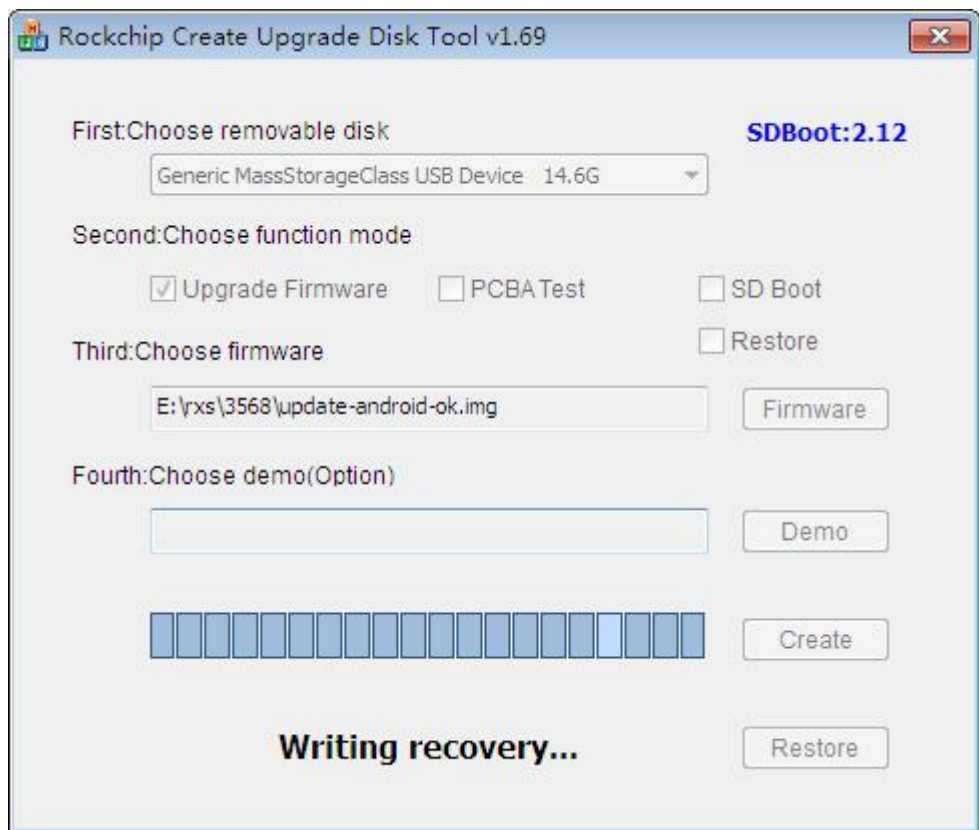 Rockchip Create Upgrade Disk Tool v1.69
First:Choose removable disk
SDBoot:2.12
Generic MassStorageClass USB Device 14.6G
Second:Choose function mode
Upgrade Firmware
PCBA Test
SD Boot
Restore
Third:Choose firmware
E:\rxs\3568\update-android-ok.img
Firmware
Fourth:Choose demo(Option)
Demo
Create
Writing recovery...
Restore